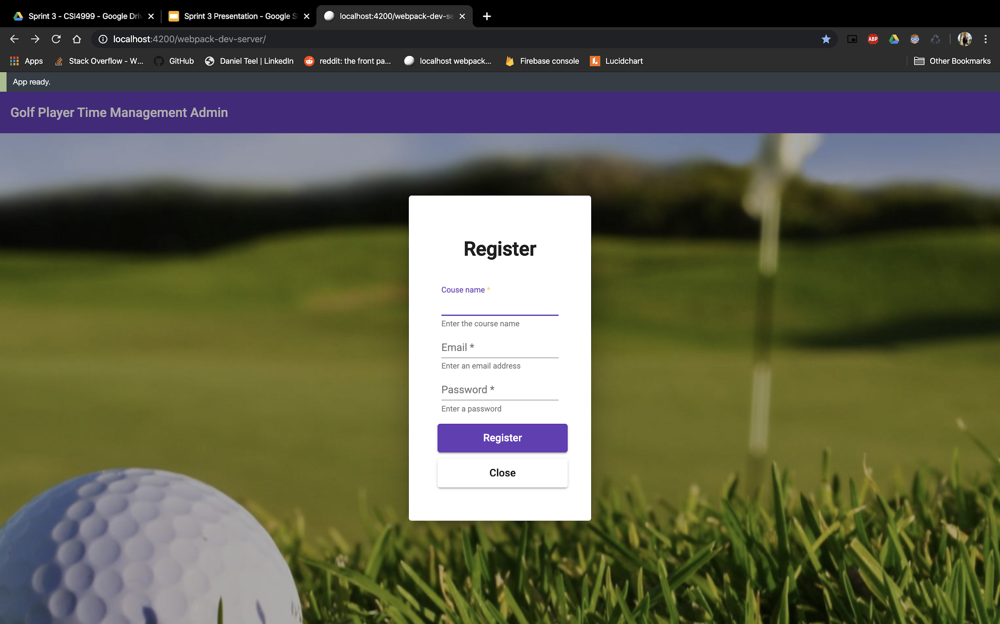 Sprint 3 - CSI4999 - Google Driv
Sprint 3 Presentation - Google S
localhost:4200/webpack-dev-se
localhost:4200/webpack-dev-server/
ABP
Apps
Stack Overflow - W...
GitHub
Daniel Teel | LinkedIn
reddit: the front pa...
localhost webpack...
Firebase console
Lucidchart
Other Bookmarks
App ready.
Golf Player Time Management Admin
Register
Couse name *
Enter the course name
Email *
Enter an email address
Password *
Enter a password
Register
Close